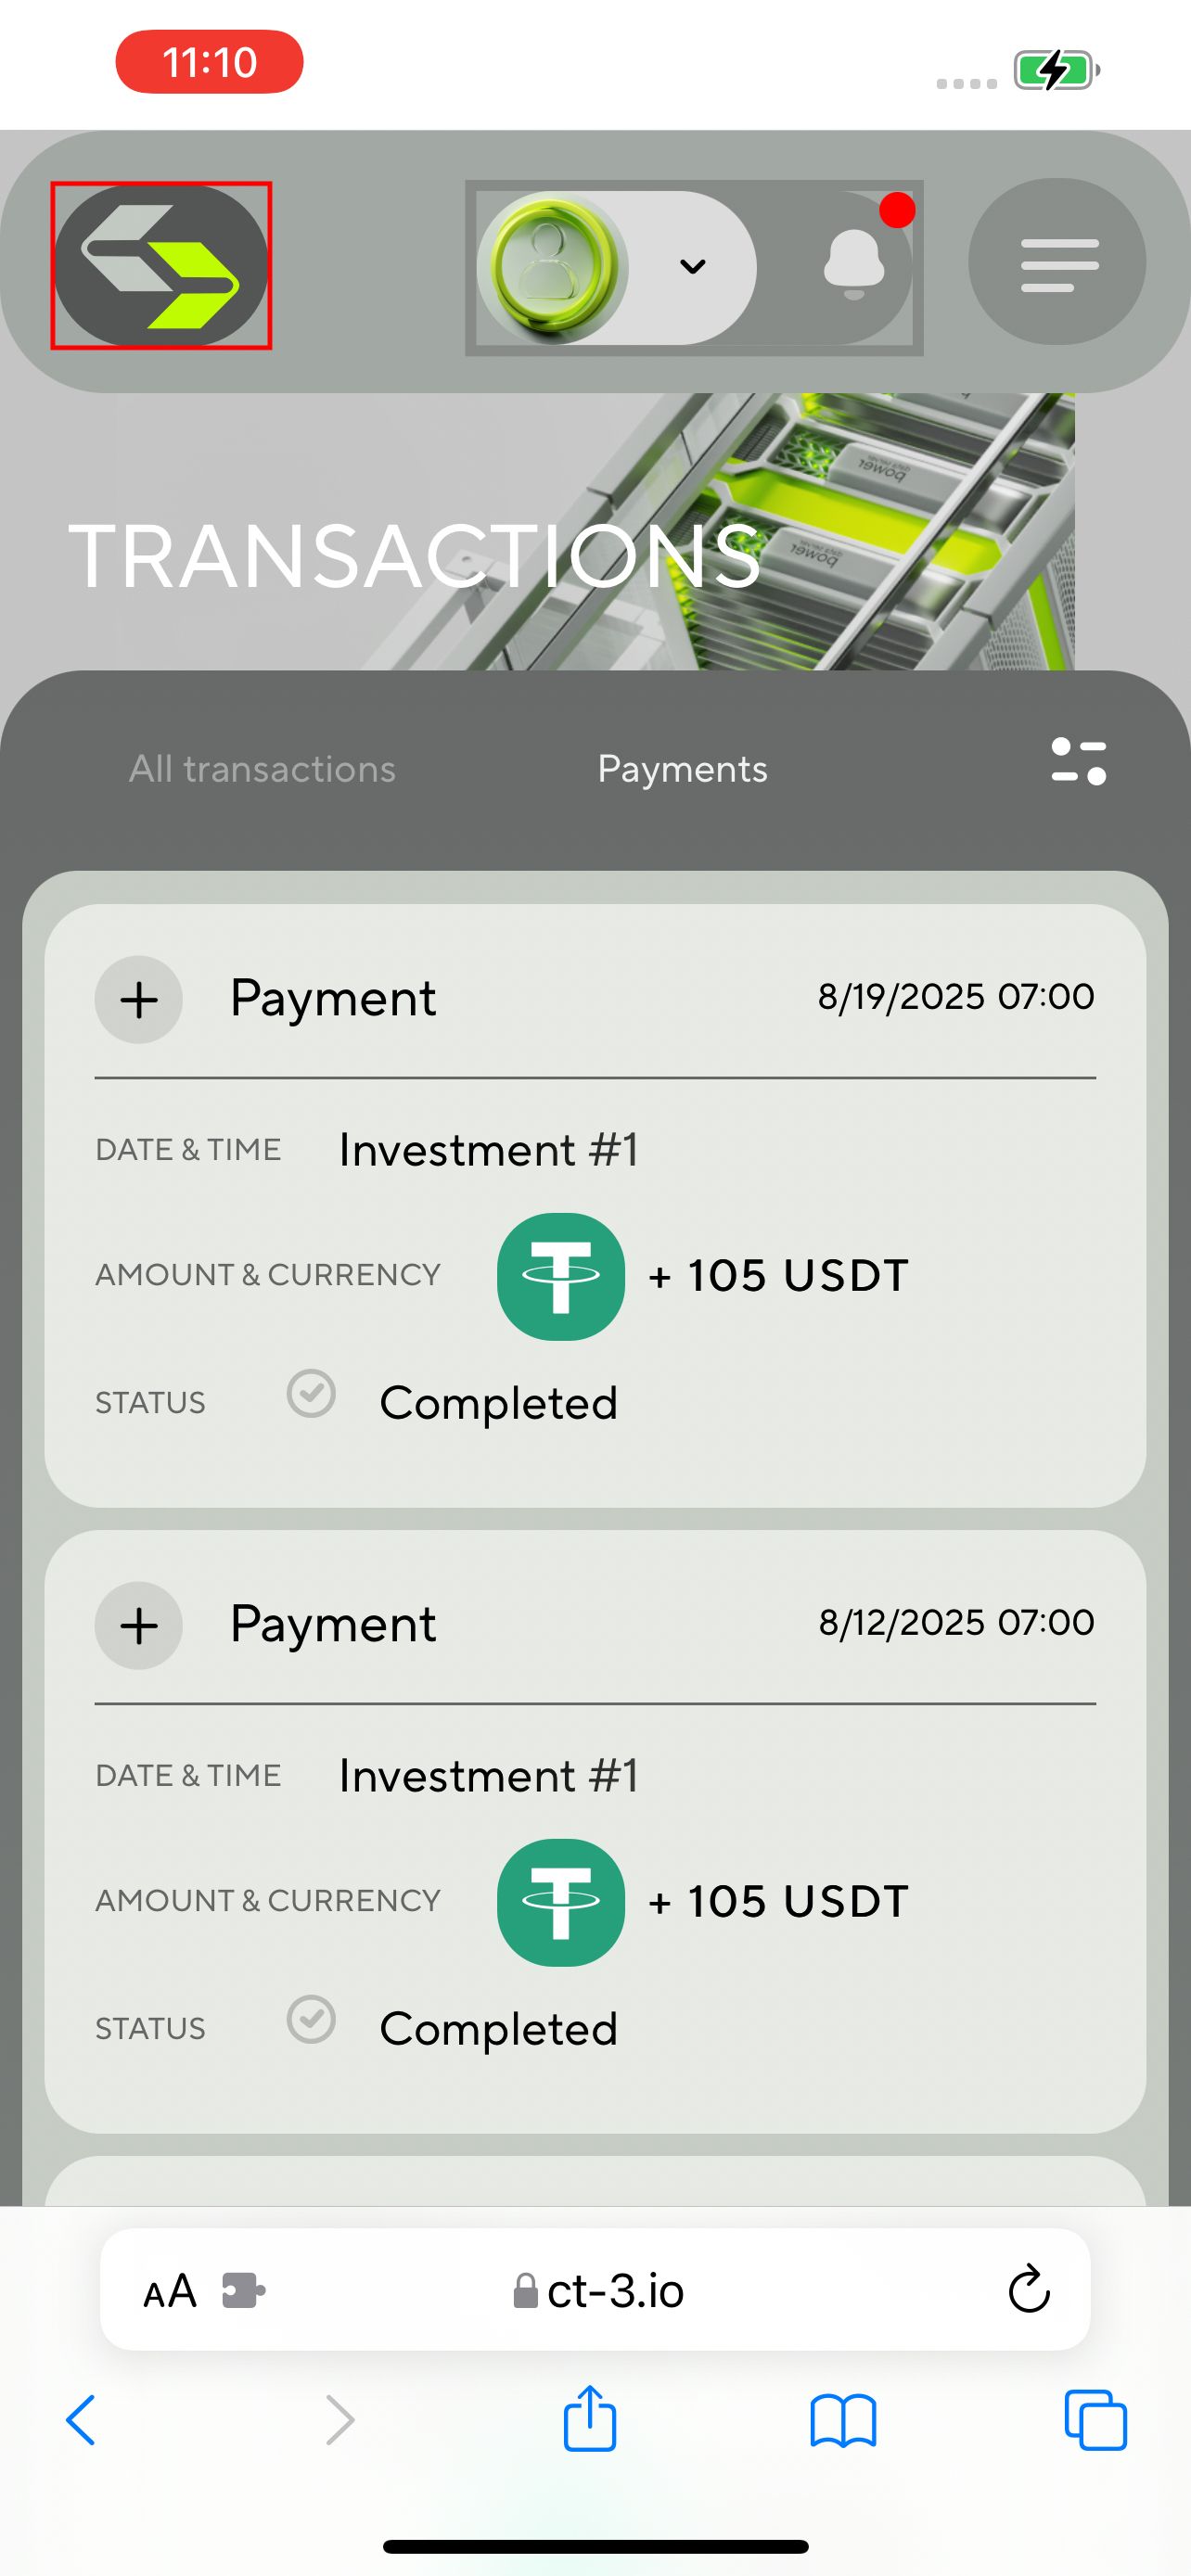 11:10
TRANSACTIONS
power
power
All transactions
Payments
Payment
8/19/2025 07:00
DATE & TIME
Investment #1
AMOUNT & CURRENCY
+ 105 USDT
STATUS
Completed
Payment
8/12/2025 07:00
DATE & TIME
Investment #1
AMOUNT & CURRENCY
+ 105 USDT
STATUS
Completed
AA
ct-3.io